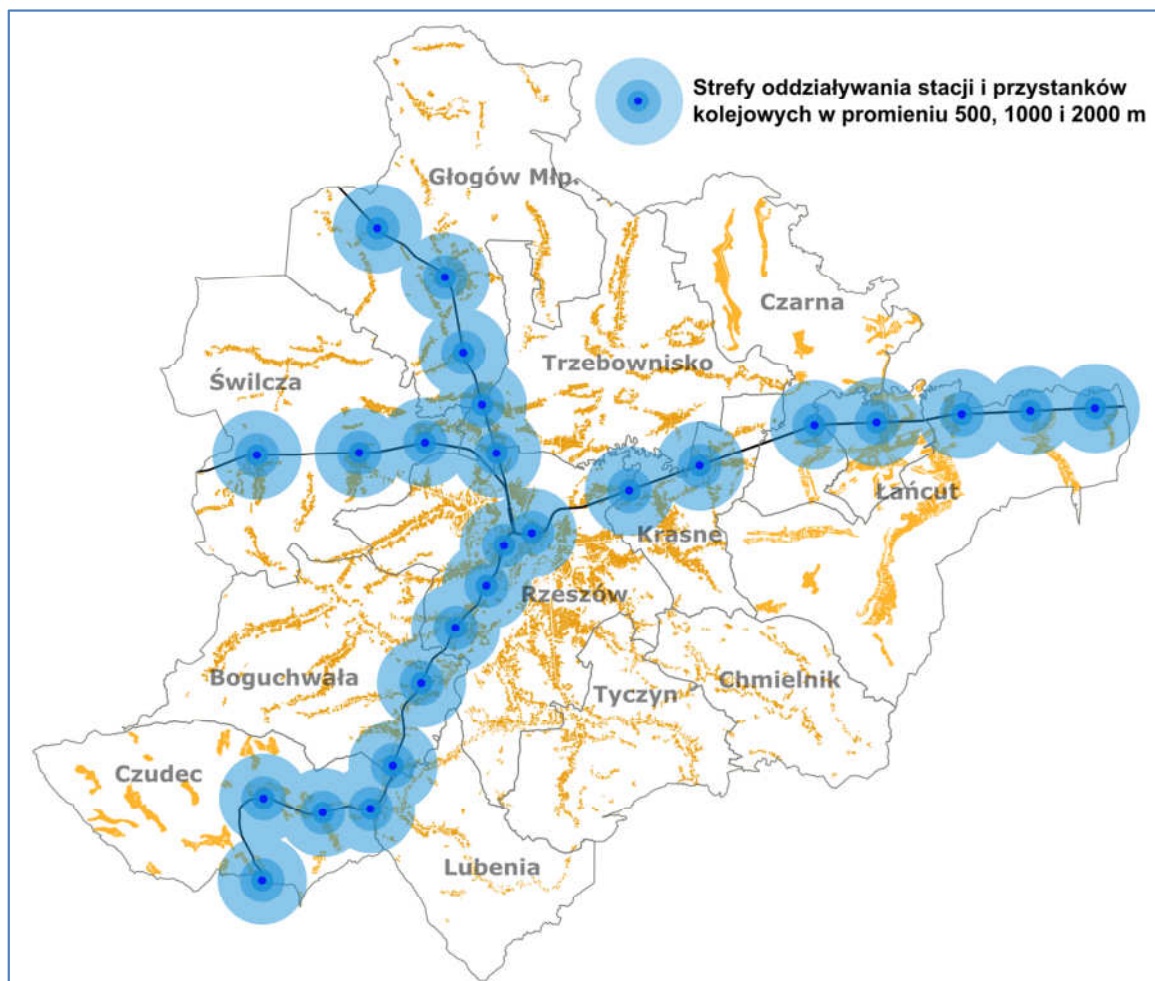 Strefy oddziaływania stacji i przystanków
kolejowych w promieniu 500, 1000 i 2000 m
Głogów Młp.
Czarna
Trzebownisko
Świlcza
Łańcut
Krasne
Rzeszów
Boguchwała
Tyczyn
Chmielnik
Czudec
Lubenia